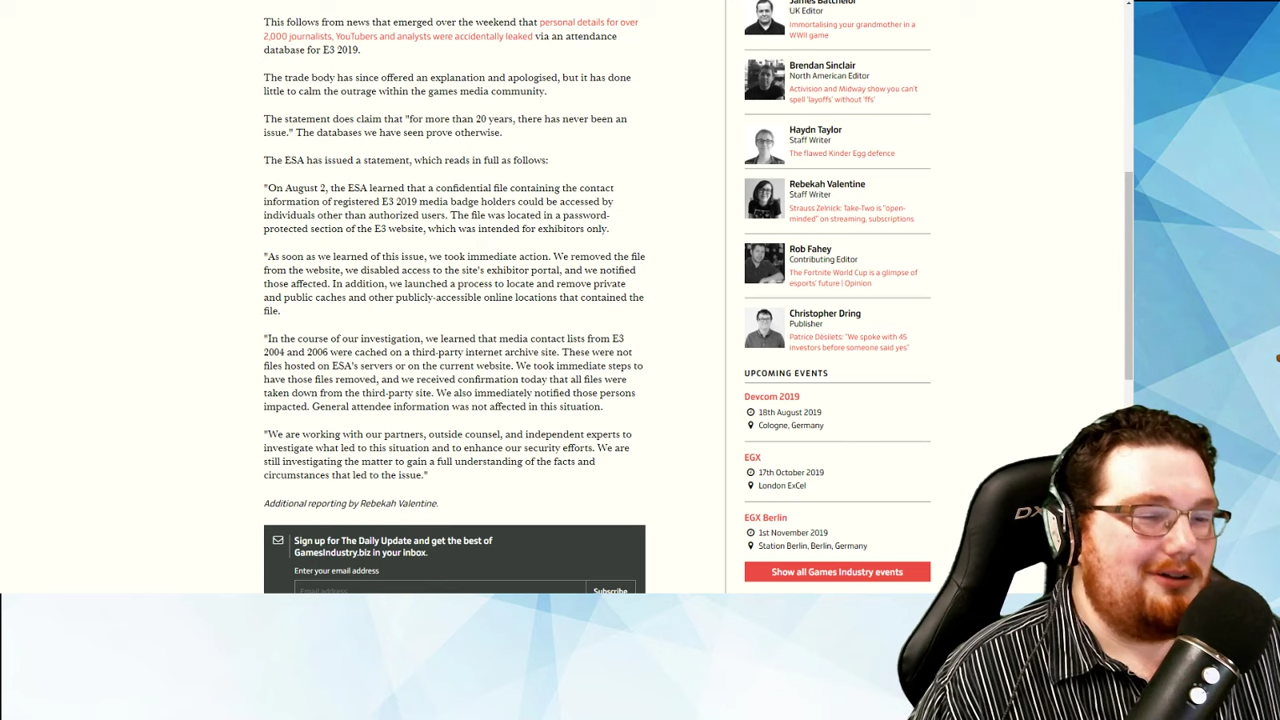 This follows from news that emerged over the weekend that personal details for over
2,000 journalists, YouTubers and analysts were accidentally leaked via an attendance
database for E3 2019.
The trade body has since offered an explanation and apologised, but it has done
little to calm the outrage within the games media community.
The statement does claim that "for more than 20 years, there has never been an
issue." The databases we have seen prove otherwise.
The ESA has issued a statement, which reads in full as follows:
"On August 2, the ESA learned that a confidential file containing the contact
information of registered E3 2019 media badge holders could be accessed by
individuals other than authorized users. The file was located in a password-
protected section of the E3 website, which was intended for exhibitors only.
"As soon as we learned of this issue, we took immediate action. We removed the file
from the website, we disabled access to the site's exhibitor portal, and we notified
those affected. In addition, we launched a process to locate and remove private
and public caches and other publicly-accessible online locations that contained the
file.
"In the course of our investigation, we learned that media contact lists from E3
2004 and 2006 were cached on a third-party internet archive site. These were not
files hosted on ESA's servers or on the current website. We took immediate steps to
have those files removed, and we received confirmation today that all files were
taken down from the third-party site. We also immediately notified those persons
impacted. General attendee information was not affected in this situation.
"We are working with our partners, outside counsel, and independent experts to
investigate what led to this situation and to enhance our security efforts. We are
still investigating the matter to gain a full understanding of the facts and
circumstances that led to the issue."
Additional reporting by Rebekah Valentine.
Sign up for The Daily Update and get the best of
GamesIndustry.biz in your inbox.
Enter your email address
Email address
Subscribe
James Batchelor
UK Editor
Immortalising your grandmother in a
WWII game
Brendan Sinclair
North American Editor
Activision and Midway show you can't
spell 'layoffs' without 'ffs'
Haydn Taylor
Staff Writer
The flawed Kinder Egg defence
Rebekah Valentine
Staff Writer
Strauss Zelnick: Take-Two is "open-
minded" on streaming, subscriptions
Rob Fahey
Contributing Editor
The Fortnite World Cup is a glimpse of
esports' future | Opinion
Christopher Dring
Publisher
Patrice Désilets: "We spoke with 45
investors before someone said yes"
UPCOMING EVENTS
Devcom 2019
18th August 2019
Cologne, Germany
EGX
17th October 2019
London ExCel
EGX Berlin
1st November 2019
Station Berlin, Berlin, Germany
Show all Games Industry events
DX